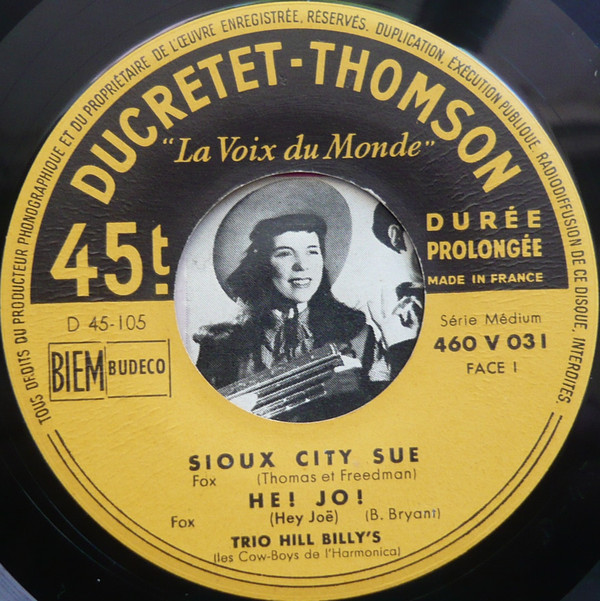 TOUS DROITS DU PRODUCTEUR PHONOGRAPHIQUE ET DU PROPRIÉTAIRE DE L'ŒUVRE ENREGISTRÉE, RÉSERVÉS, DUPLICATION, EXÉCUTION PUBLIQUE, RADIODIFFUSION DE CE DISQUE, INTERDITES.
DUCRETET-THOMSON
"La Voix du Monde"
45t.
DURÉE
PROLONGÉE
MADE IN FRANCE
D 45-105
BIEM BUDECO
Série Médium
460 V 031
FACE 1
SIOUX CITY SUE
Fox (Thomas et Freedman)
HE! JO!
Fox (Hey Joë) (B. Bryant)
TRIO HILL BILLY'S
(les Cow-Boys de l'Harmonica)